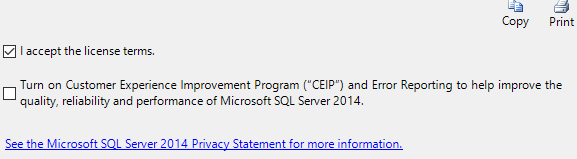 Copy Print
I accept the license terms.
Turn on Customer Experience Improvement Program ("CEIP") and Error Reporting to help improve the
quality, reliability and performance of Microsoft SQL Server 2014.
See the Microsoft SQL Server 2014 Privacy Statement for more information.